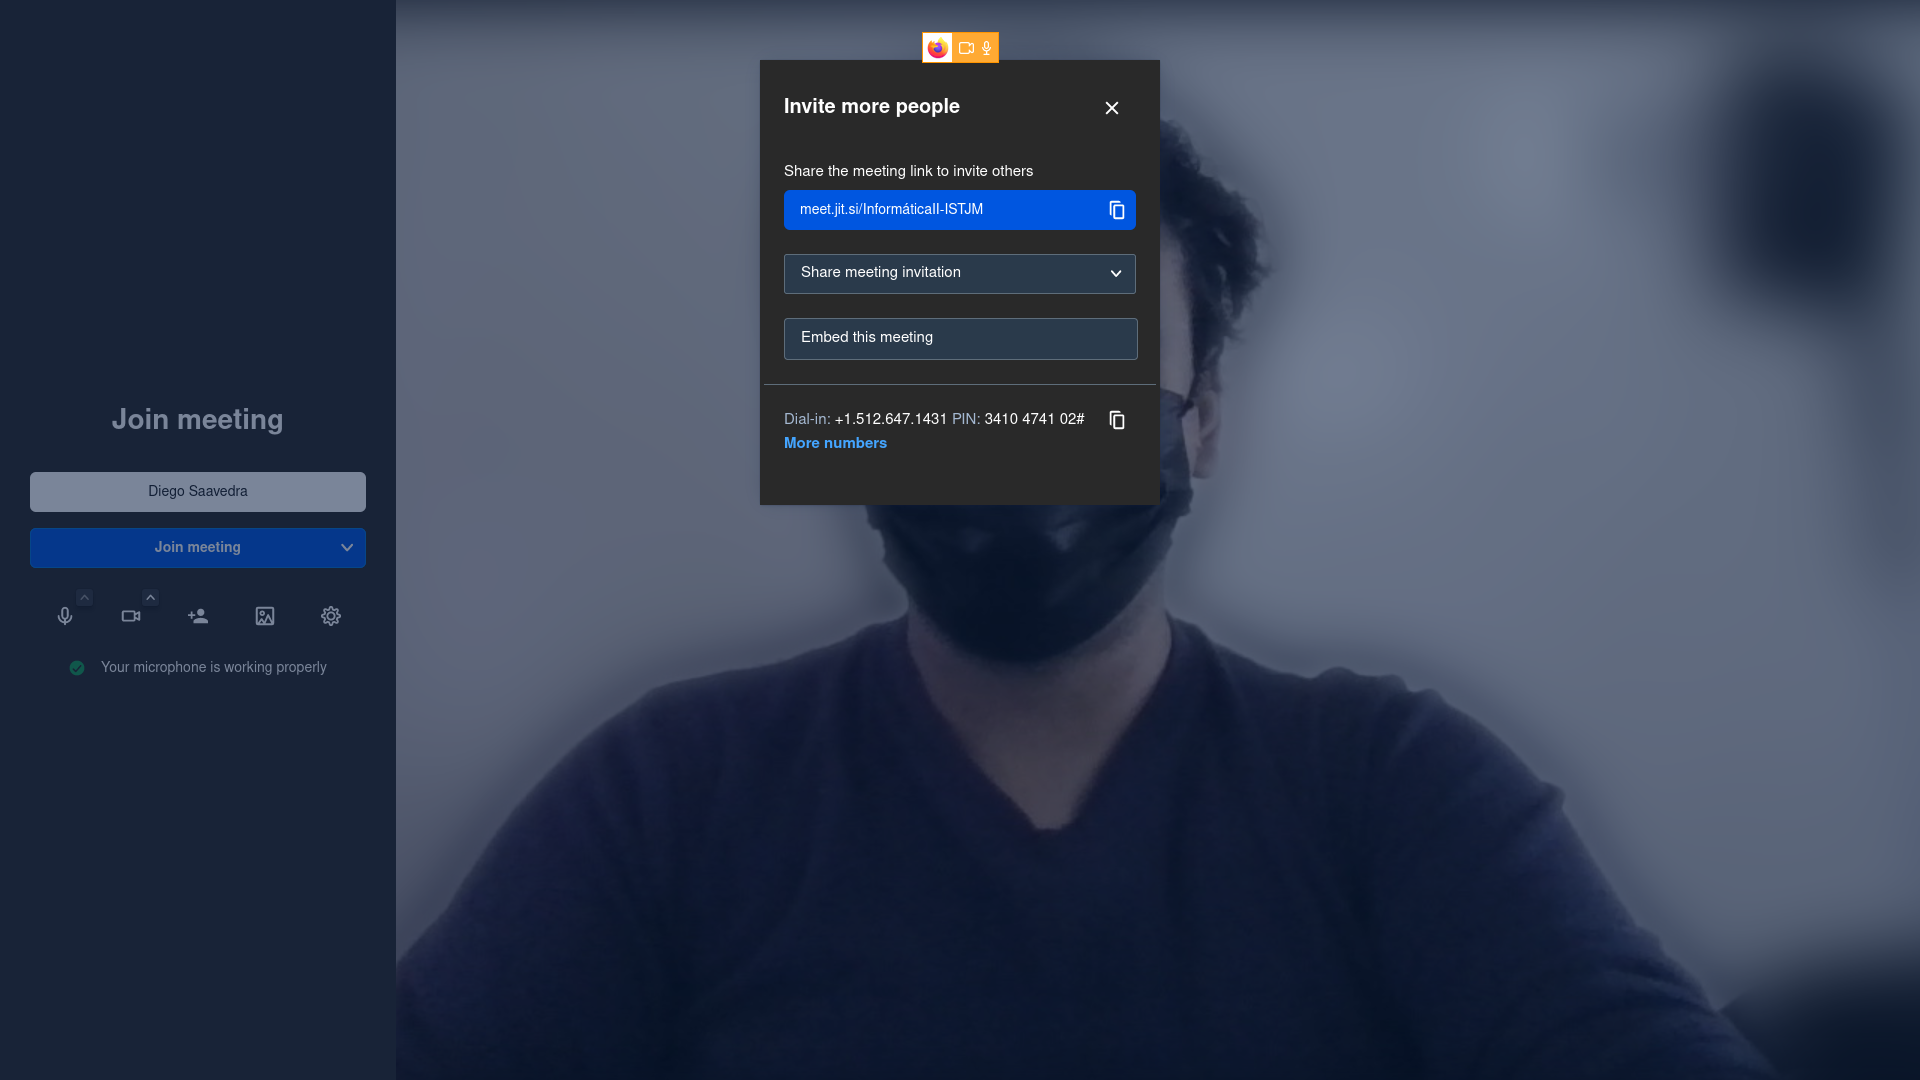 Invite more people
Share the meeting link to invite others
meet.jit.si/InformáticaII-ISTJM
Share meeting invitation
Embed this meeting
Dial-in: +1.512.647.1431 PIN: 3410 4741 02#
More numbers
Join meeting
Diego Saavedra
Join meeting
Your microphone is working properly